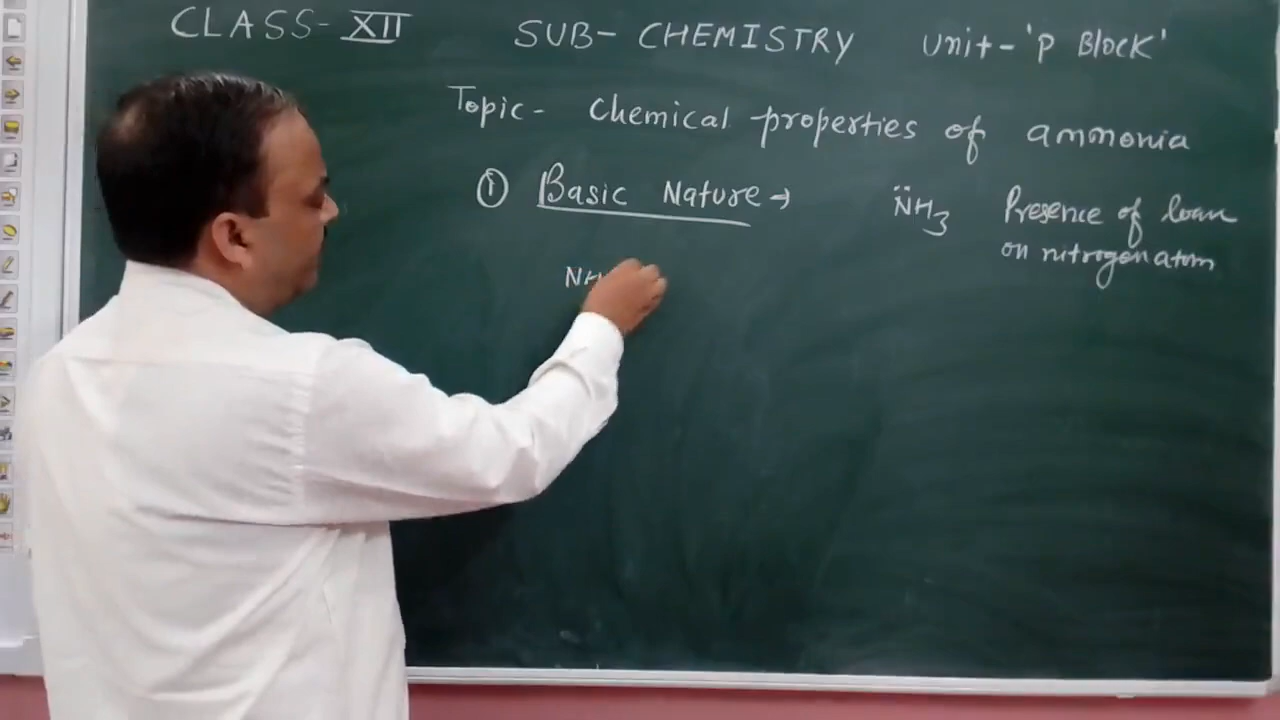 CLASS-XII SUB-CHEMISTRY Unit-'P BLOCK'
Topic- Chemical properties of ammonia
① Basic Nature → N̈H₃ Presence of loan
on nitrogen atom
NH